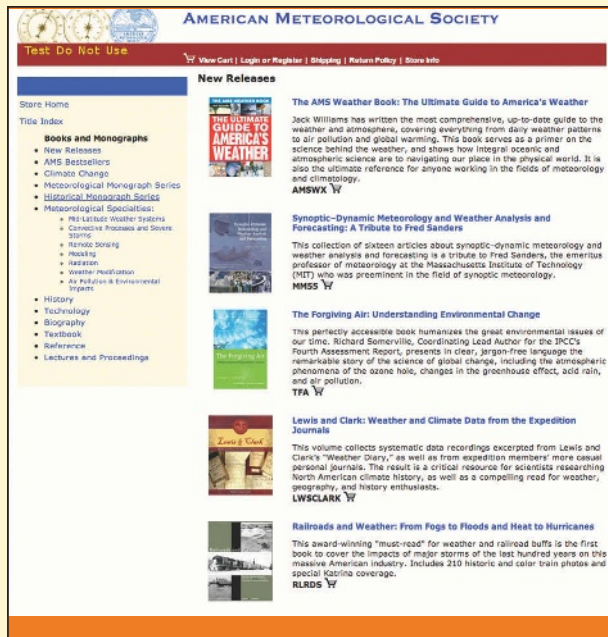 AMERICAN METEOROLOGICAL SOCIETY
Test Do Not Use
View Cart | Login or Register | Shipping | Return Policy | Store Info
New Releases
Store Home
Title Index
Books and Monographs
New Releases
AMS Bestsellers
Climate Change
Meteorological Monograph Series
Historical Monograph Series
Meteorological Specialties:
Mid-Latitude Weather Systems
Convective Processes and Severe
Storms
Remote Sensing
Modeling
Radiation
Weather Modification
Air Pollution & Environmental
Impacts
History
Technology
Biography
Textbook
Reference
Lectures and Proceedings
THE AMS WEATHER BOOK
THE ULTIMATE
GUIDE TO
AMERICA'S
WEATHER
The AMS Weather Book: The Ultimate Guide to America's Weather
Jack Williams has written the most comprehensive, up-to-date guide to the
weather and atmosphere, covering everything from daily weather patterns
to air pollution and global warming. This book serves as a primer on the
science behind the weather, and shows how integral oceanic and
atmospheric science are to navigating our place in the physical world. It is
also the ultimate reference for anyone working in the fields of meteorology
and climatology.
AMSWX
Synoptic–Dynamic Meteorology and Weather Analysis and
Forecasting: A Tribute to Fred Sanders
This collection of sixteen articles about synoptic–dynamic meteorology and
weather analysis and forecasting is a tribute to Fred Sanders, the emeritus
professor of meteorology at the Massachusetts Institute of Technology
(MIT) who was preeminent in the field of synoptic meteorology.
MM55
The Forgiving Air
The Forgiving Air: Understanding Environmental Change
This perfectly accessible book humanizes the great environmental issues of
our time. Richard Somerville, Coordinating Lead Author for the IPCC's
Fourth Assessment Report, presents in clear, jargon-free language the
remarkable story of the science of global change, including the atmospheric
phenomena of the ozone hole, changes in the greenhouse effect, acid rain,
and air pollution.
TFA
Lewis & Clark
Lewis and Clark: Weather and Climate Data from the Expedition
Journals
This volume collects systematic data recordings excerpted from Lewis and
Clark's "Weather Diary," as well as from expedition members' more casual
personal journals. The result is a critical resource for scientists researching
North American climate history, as well as a compelling read for weather,
geography, and history enthusiasts.
LWSCLARK
Railroads and Weather: From Fogs to Floods and Heat to Hurricanes
This award-winning "must-read" for weather and railroad buffs is the first
book to cover the impacts of major storms of the last hundred years on this
massive American industry. Includes 210 historic and color train photos and
special Katrina coverage.
RLRDS